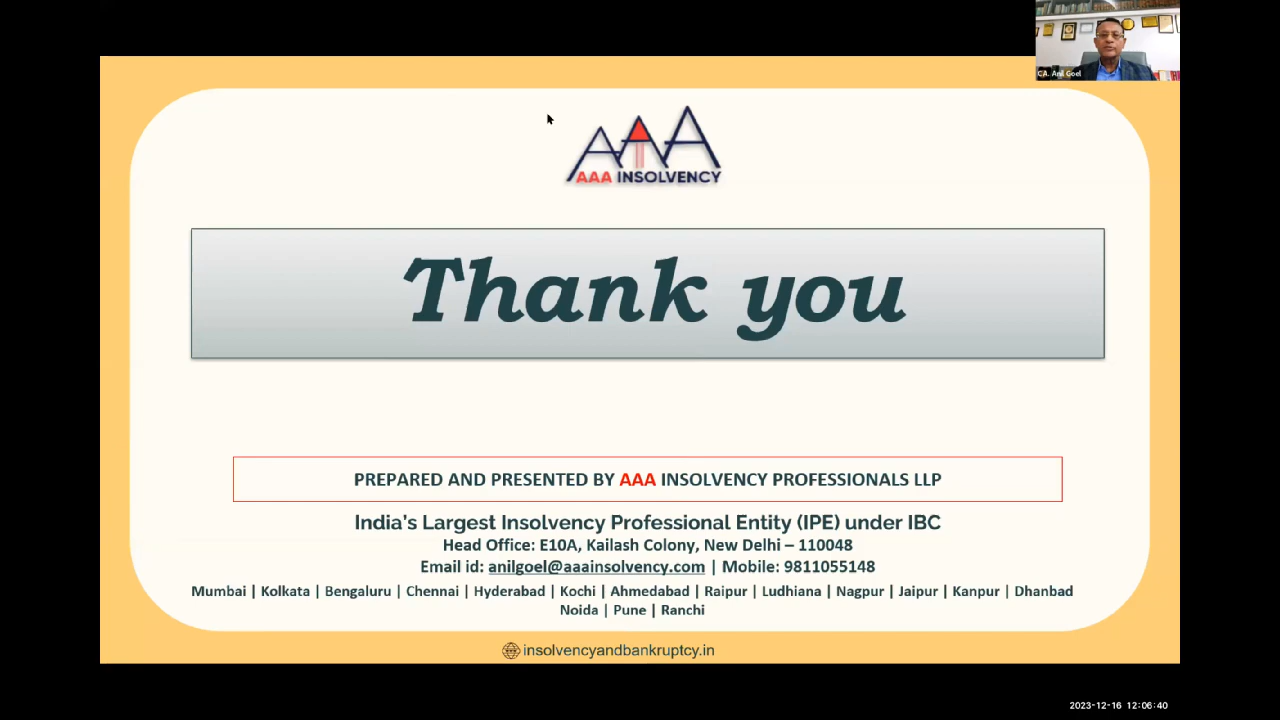 CA. Anil Goel
AAA INSOLVENCY
Thank you
PREPARED AND PRESENTED BY AAA INSOLVENCY PROFESSIONALS LLP
India's Largest Insolvency Professional Entity (IPE) under IBC
Head Office: E10A, Kailash Colony, New Delhi – 110048
Email id: anilgoel@aaainsolvency.com | Mobile: 9811055148
Mumbai | Kolkata | Bengaluru | Chennai | Hyderabad | Kochi | Ahmedabad | Raipur | Ludhiana | Nagpur | Jaipur | Kanpur | Dhanbad
Noida | Pune | Ranchi
insolvencyandbankruptcy.in
2023-12-16 12:06:40